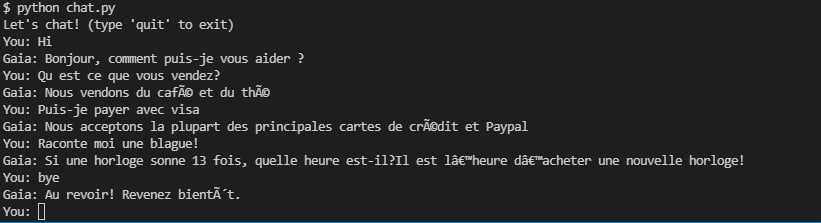 $ python chat.py
Let's chat! (type 'quit' to exit)
You: Hi
Gaia: Bonjour, comment puis-je vous aider ?
You: Qu est ce que vous vendez?
Gaia: Nous vendons du cafÃ© et du thÃ©
You: Puis-je payer avec visa
Gaia: Nous acceptons la plupart des principales cartes de crÃ©dit et Paypal
You: Raconte moi une blague!
Gaia: Si une horloge sonne 13 fois, quelle heure est-il?Il est lâ€™heure dâ€™acheter une nouvelle horloge!
You: bye
Gaia: Au revoir! Revenez bientÃ´t.
You: